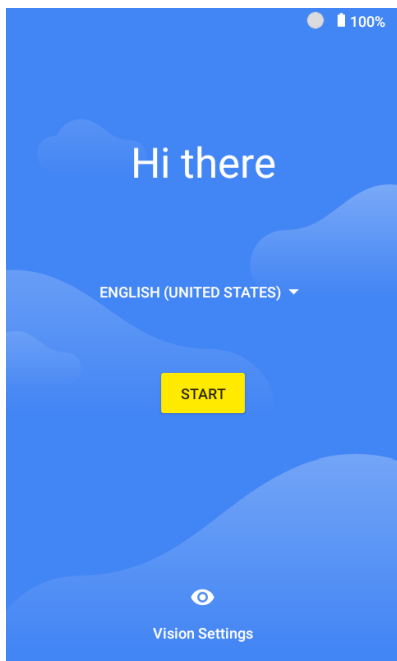 100%
Hi there
ENGLISH (UNITED STATES)
START
Vision Settings